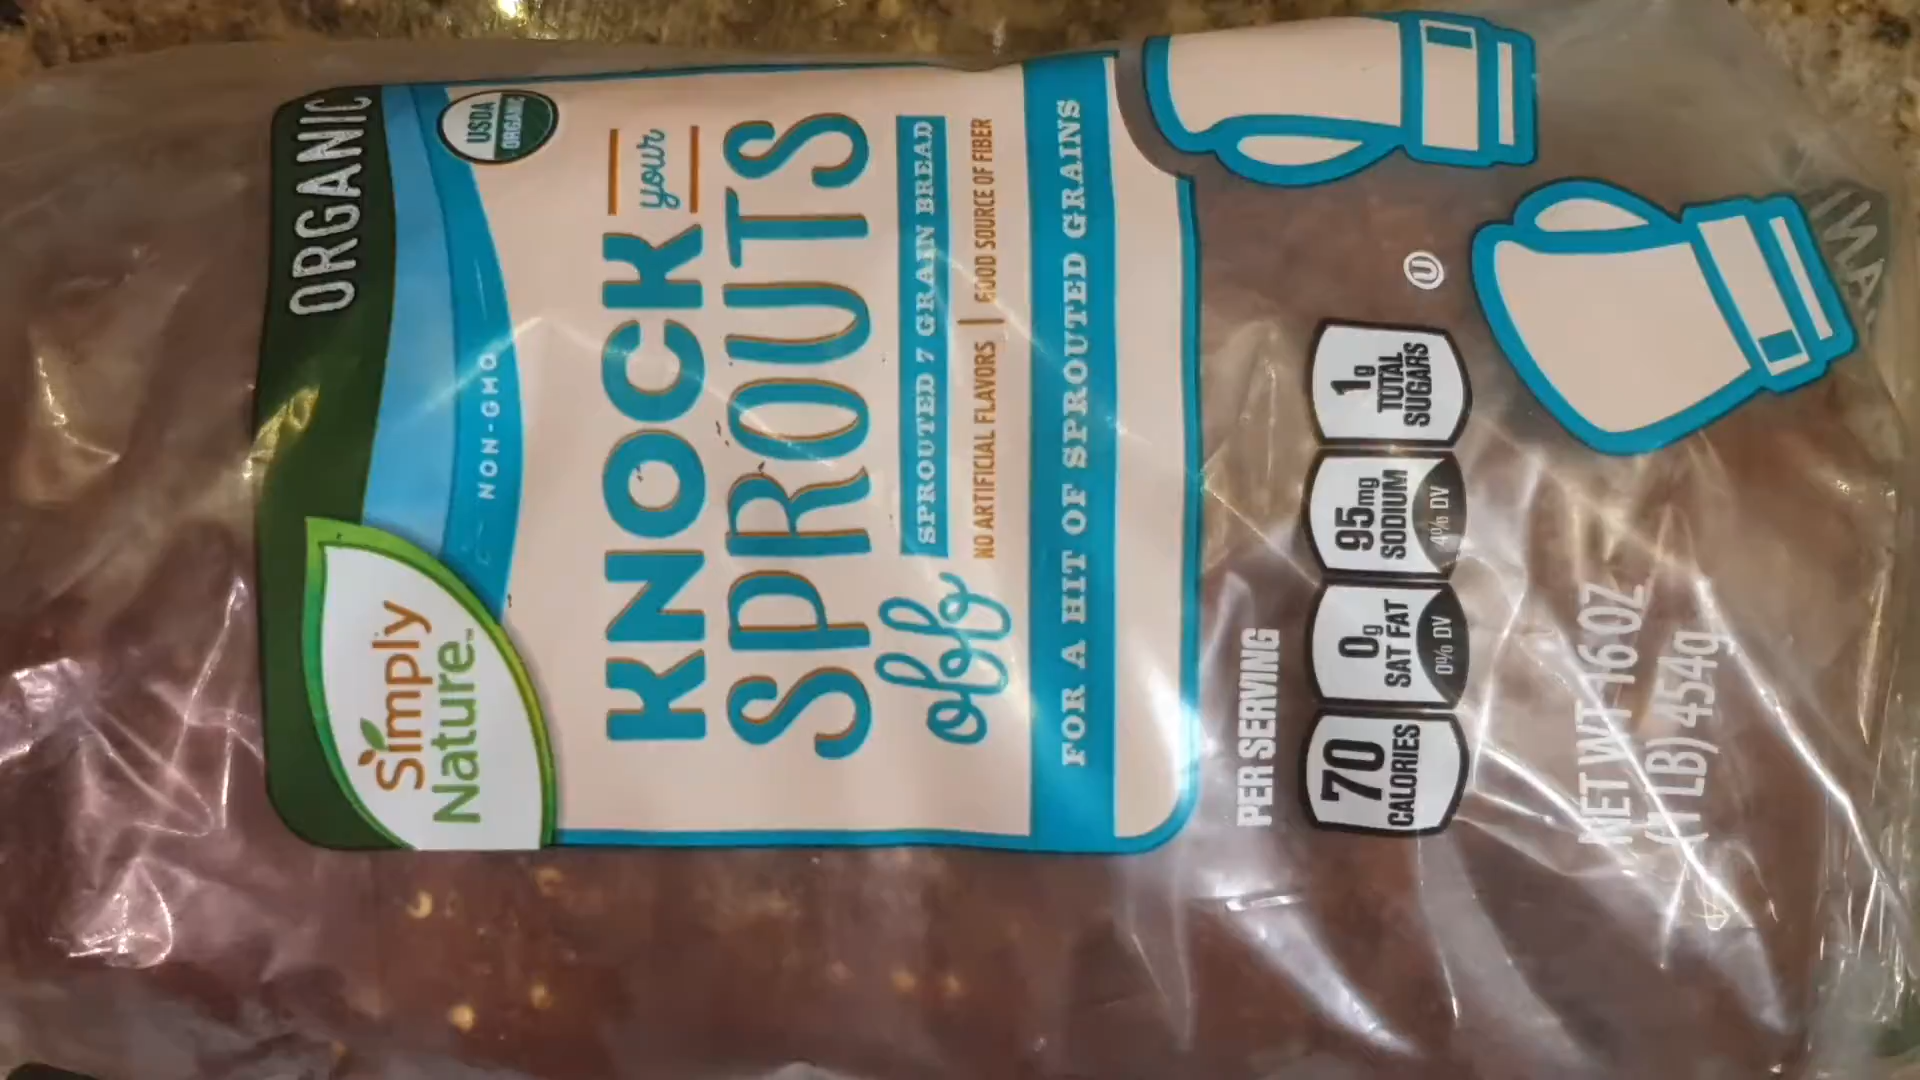 ORGANIC
Simply
Nature™
NON-GMO
USDA
ORGANIC
KNOCK your
SPROUTS
off
SPROUTED 7 GRAIN BREAD
NO ARTIFICIAL FLAVORS | GOOD SOURCE OF FIBER
FOR A HIT OF SPROUTED GRAINS
PER SERVING
70
CALORIES
0g
SAT FAT
0% DV
95mg
SODIUM
4% DV
1g
TOTAL
SUGARS
U
NET WT 16 OZ
(1 LB) 454g